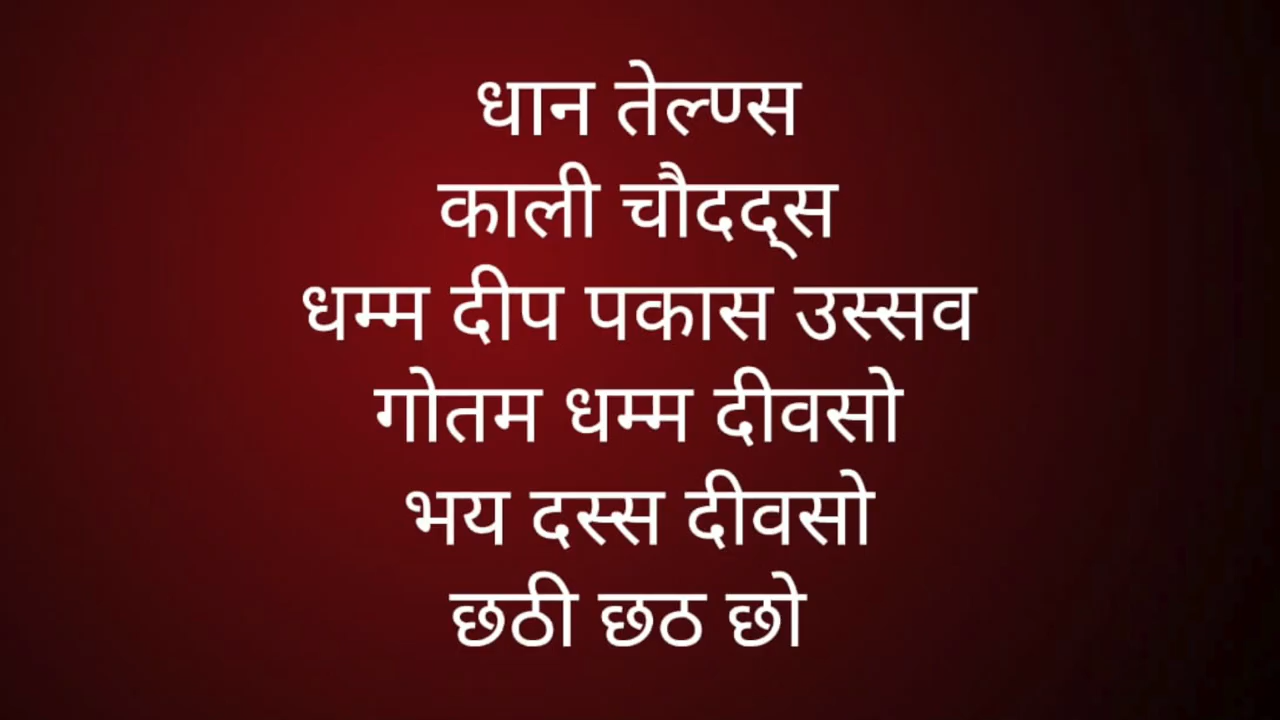 धान तेल्ण्स
काली चौदद्स
धम्म दीप पकास उस्सव
गोतम धम्म दीवसो
भय दस्स दीवसो
छठी छठ छो